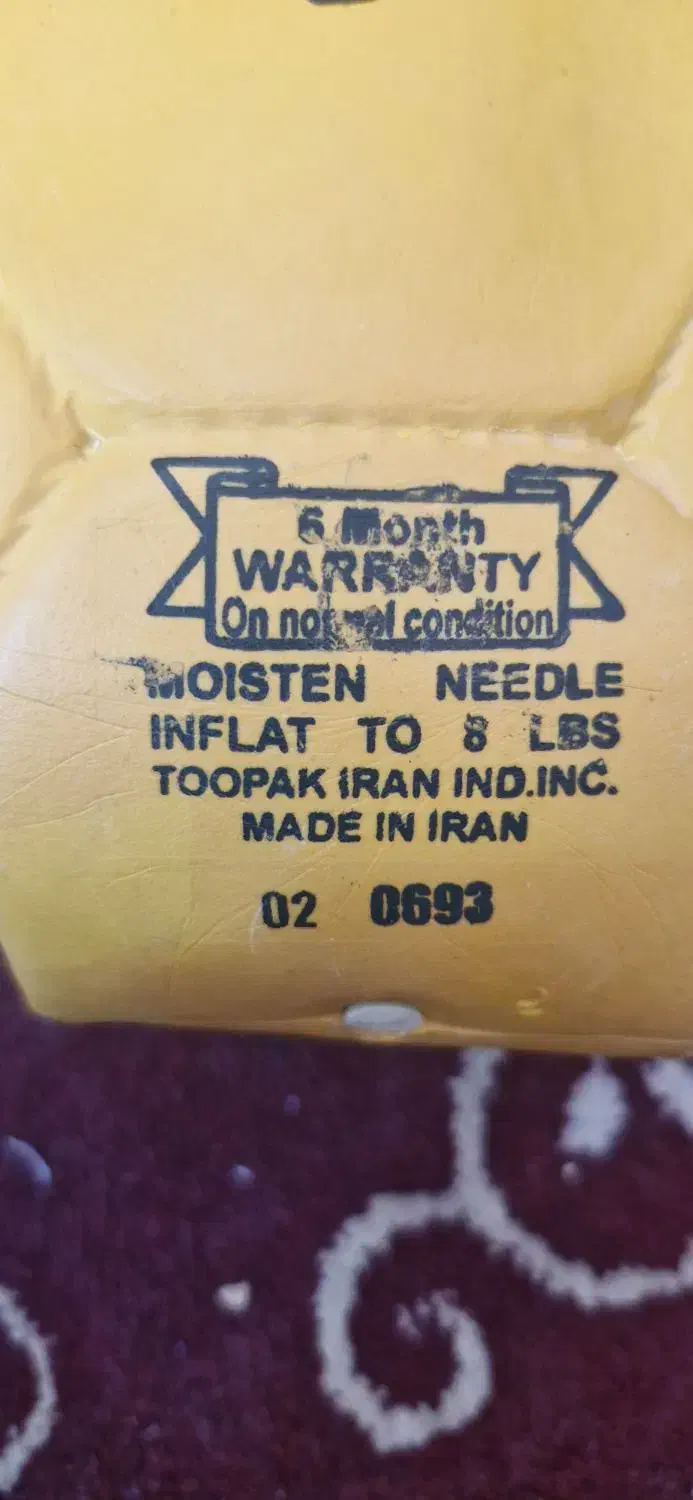 6 Month
WARRANTY
On normal condition
MOISTEN NEEDLE
INFLAT TO 8 LBS
TOOPAK IRAN IND.INC.
MADE IN IRAN
02 0693